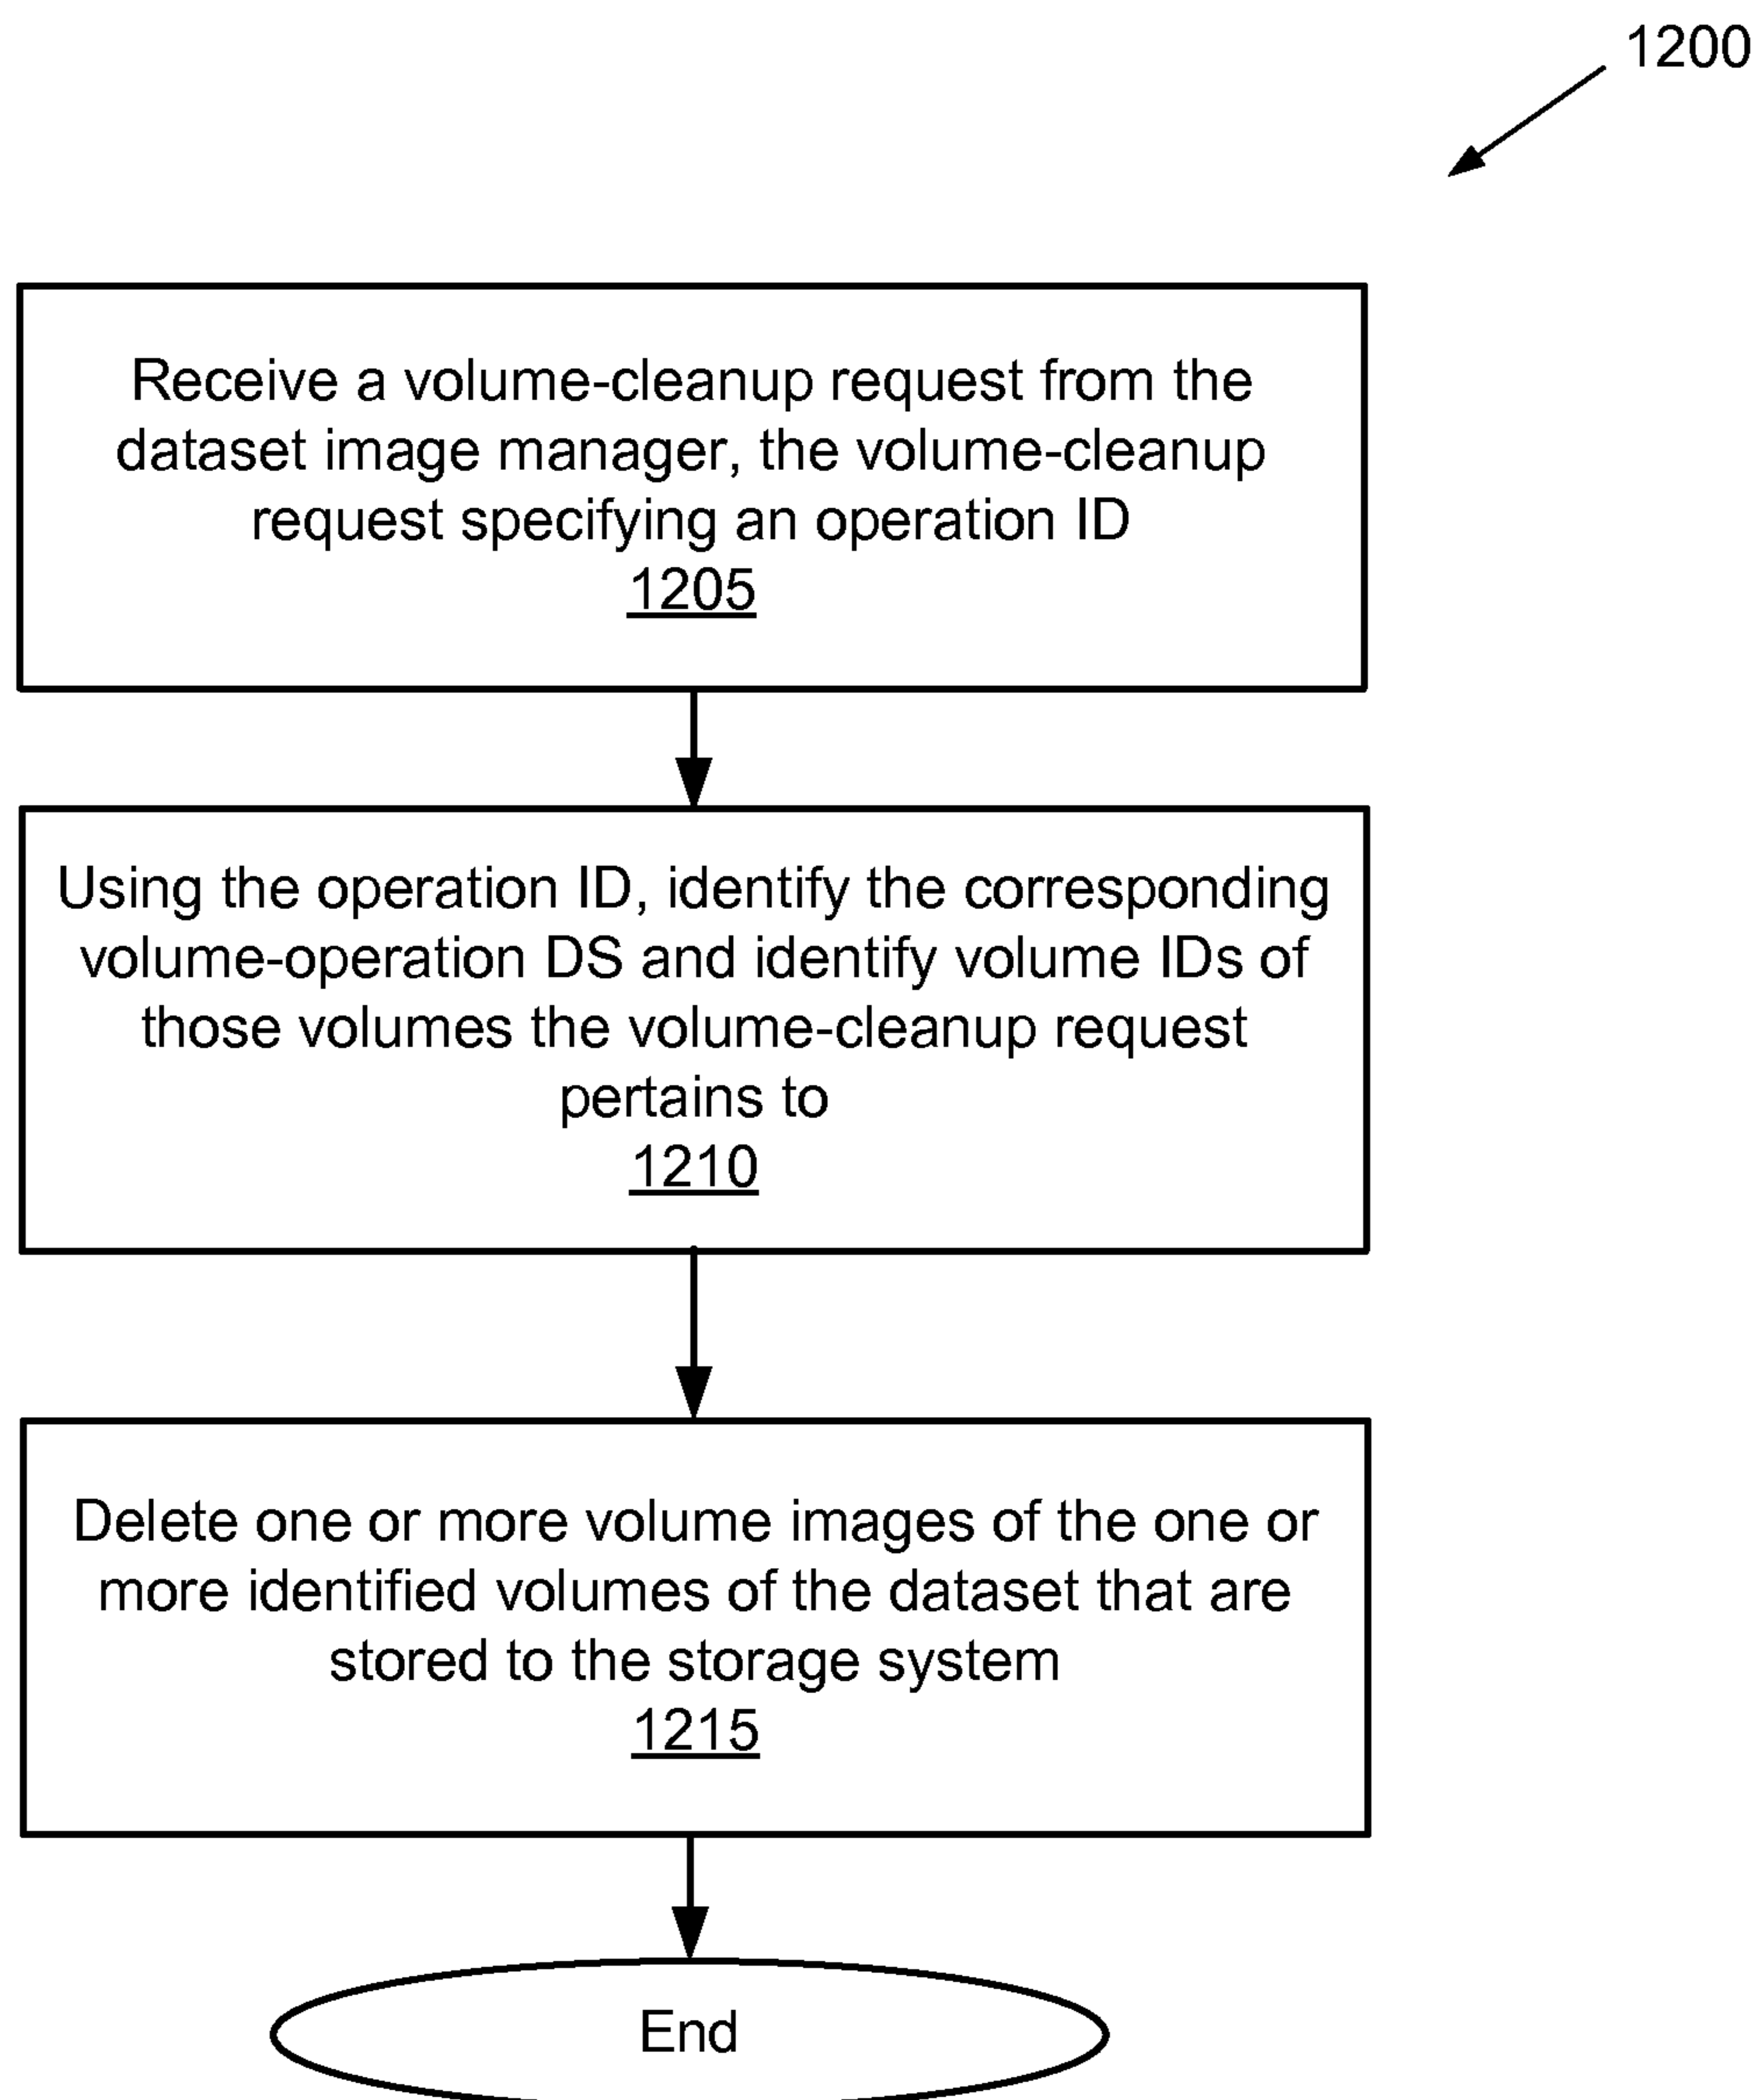 1200
Receive a volume-cleanup request from the
dataset image manager, the volume-cleanup
request specifying an operation ID
1205
Using the operation ID, identify the corresponding
volume-operation DS and identify volume IDs of
those volumes the volume-cleanup request
pertains to
1210
Delete one or more volume images of the one or
more identified volumes of the dataset that are
stored to the storage system
1215
End